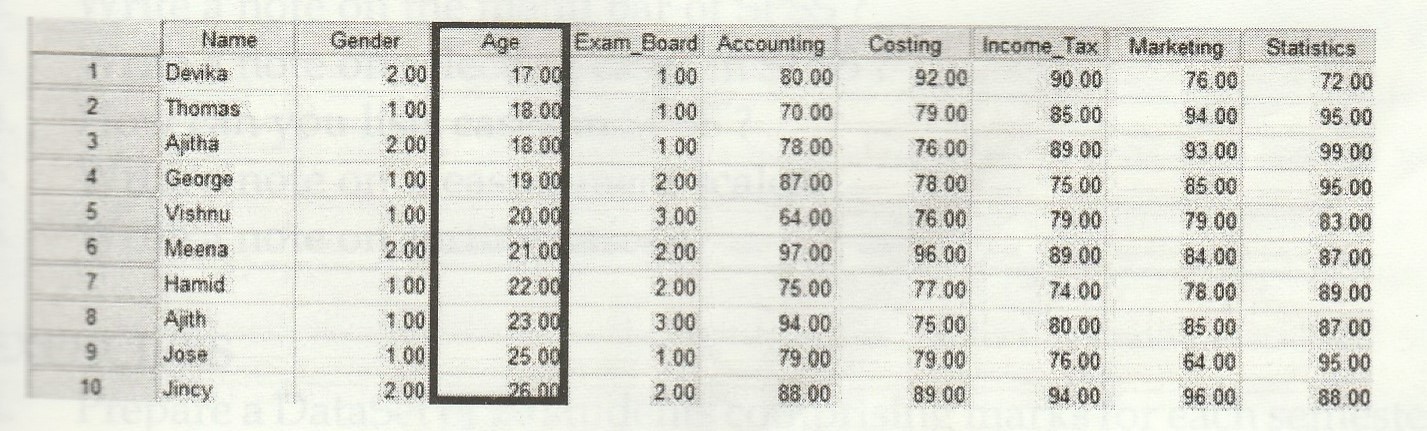 Name Gender Age Exam_Board Accounting Costing Income_Tax Marketing Statistics
1 Devika 2.00 17.00 1.00 80.00 92.00 90.00 76.00 72.00
2 Thomas 1.00 18.00 1.00 70.00 79.00 85.00 94.00 95.00
3 Ajitha 2.00 18.00 1.00 78.00 76.00 89.00 93.00 99.00
4 George 1.00 19.00 2.00 87.00 78.00 75.00 85.00 95.00
5 Vishnu 1.00 20.00 3.00 64.00 76.00 79.00 79.00 83.00
6 Meena 2.00 21.00 2.00 97.00 96.00 89.00 84.00 87.00
7 Hamid 1.00 22.00 2.00 75.00 77.00 74.00 78.00 89.00
8 Ajith 1.00 23.00 3.00 94.00 75.00 80.00 85.00 87.00
9 Jose 1.00 25.00 1.00 79.00 79.00 76.00 64.00 95.00
10 Jincy 2.00 26.00 2.00 88.00 89.00 94.00 96.00 88.00